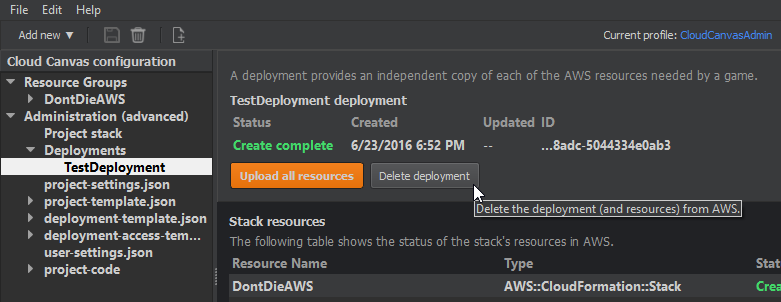 File Edit Help
Add new ▼ Current profile: CloudCanvasAdmin
Cloud Canvas configuration
Resource Groups
DontDieAWS
Administration (advanced)
Project stack
Deployments
TestDeployment
project-settings.json
project-template.json
deployment-template.json
deployment-access-tem...
user-settings.json
project-code
A deployment provides an independent copy of each of the AWS resources needed by a game.
TestDeployment deployment
Status Created Updated ID
Create complete 6/23/2016 6:52 PM -- ...8adc-5044334e0ab3
Upload all resources Delete deployment
Delete the deployment (and resources) from AWS.
Stack resources
The following table shows the status of the stack's resources in AWS.
Resource Name Type Stat
DontDieAWS AWS::CloudFormation::Stack Crea